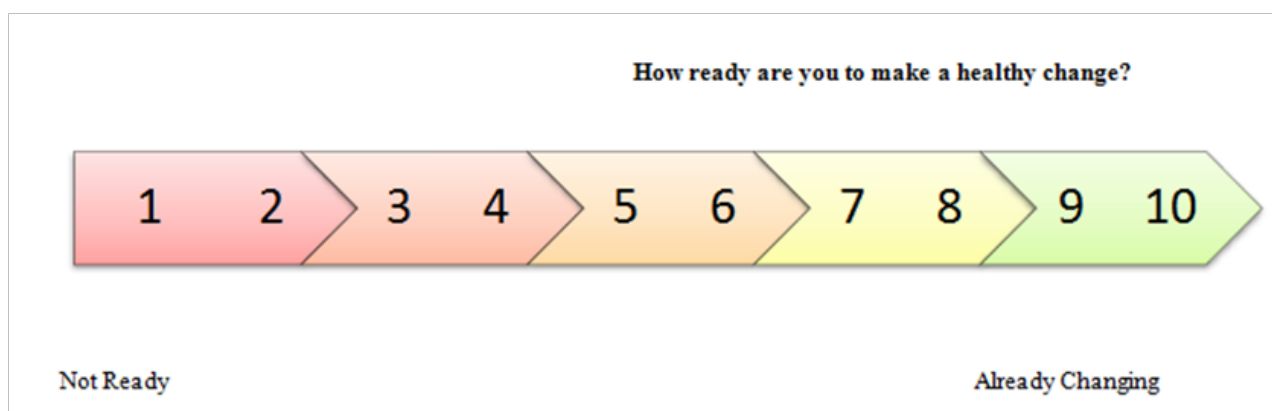 How ready are you to make a healthy change?
1 2 3 4 5 6 7 8 9 10
Not Ready Already Changing